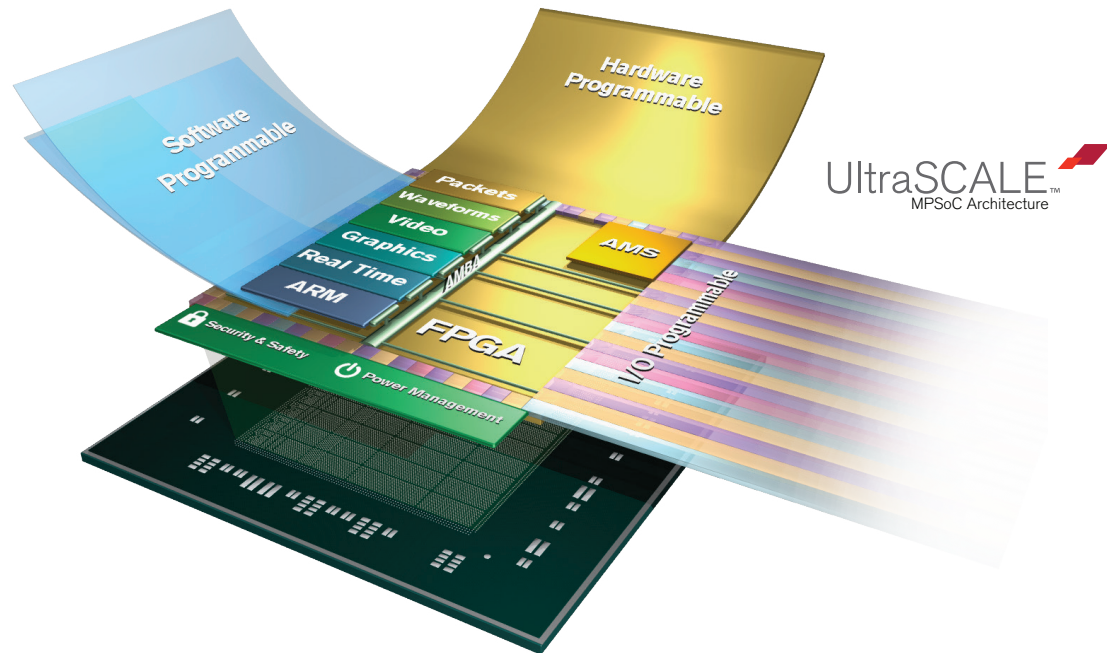 Hardware
Programmable
Software
Programmable
UltraSCALE™
MPSoC Architecture
Packets
Waveforms
Video
Graphics
Real Time
ARM
AMBA
AMS
FPGA
I/O Programmable
Security & Safety
Power Management